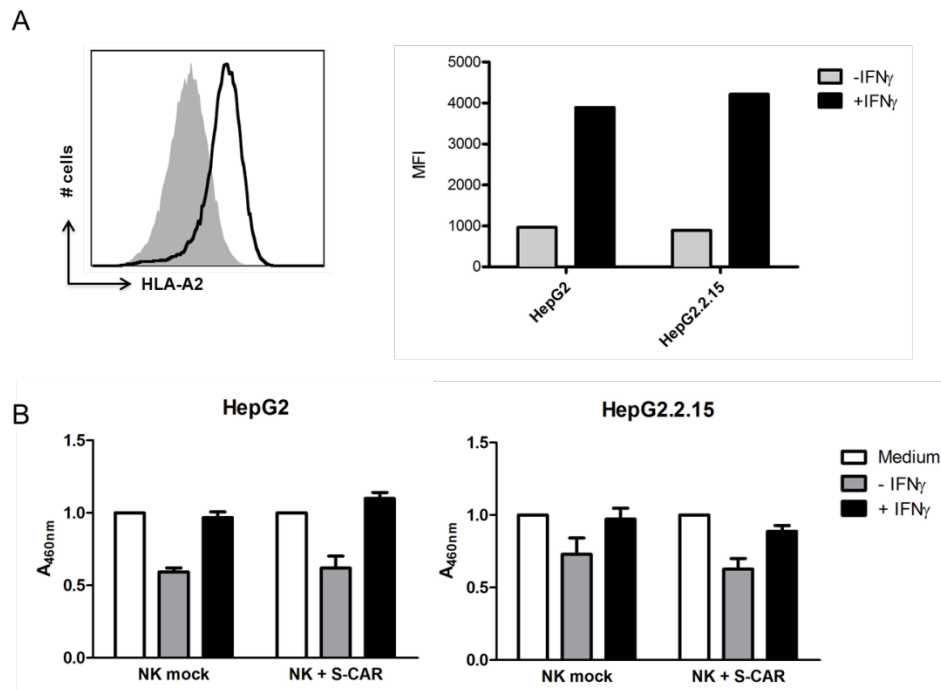 A
# cells
HLA-A2
MFI
5000
4000
3000
2000
1000
0
HepG2
HepG2.2.15
-IFNγ
+IFNγ
B
HepG2
A460nm
1.5
1.0
0.5
0.0
NK mock
NK + S-CAR
HepG2.2.15
A460nm
1.5
1.0
0.5
0.0
NK mock
NK + S-CAR
Medium
- IFNγ
+ IFNγ